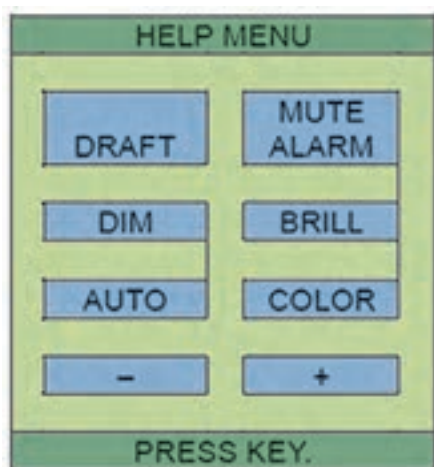 HELP MENU
DRAFT
MUTE
ALARM
DIM
BRILL
AUTO
COLOR
–
+
PRESS KEY.